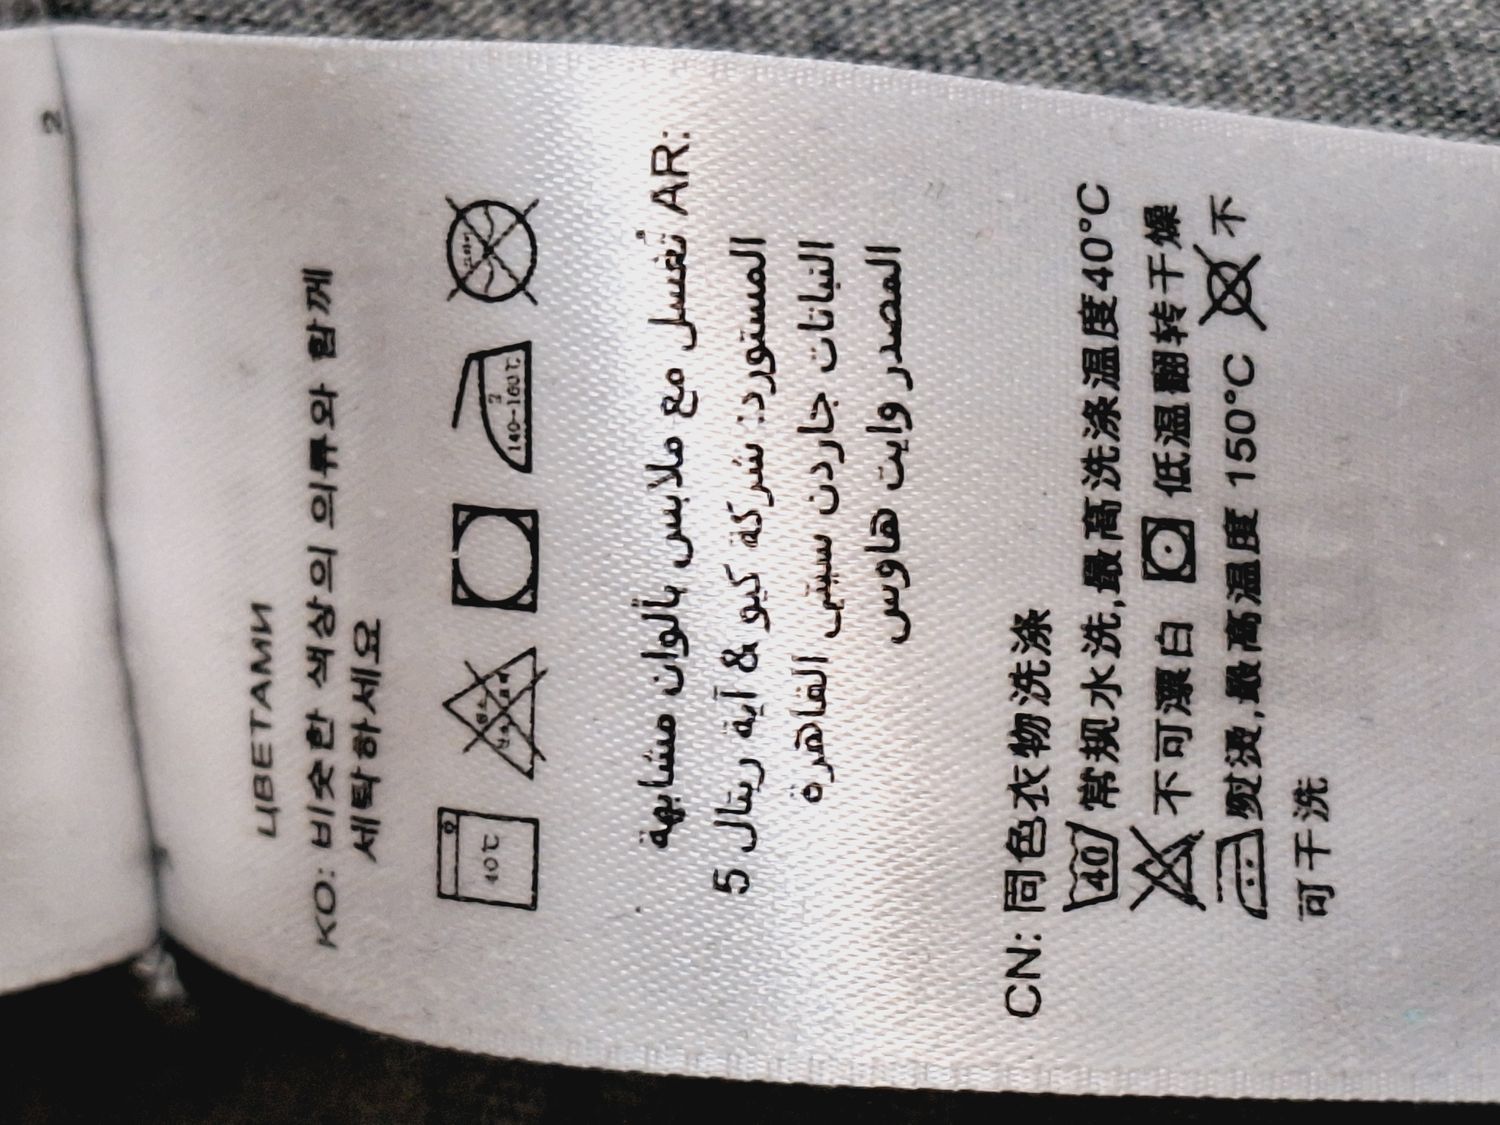 2
ЦВЕТАМИ
KO: 비슷한 색상의 의류와 함께
세탁하세요
40℃
2
140-160℃
AR: تُغسل مع ملابس بألوان مشابهة
المستورد: شركة كيو & آية ريتال 5
النباتات جاردن سيتي القاهرة
المصدر وايت هاوس
CN: 同色衣物洗涤
40 常规水洗,最高洗涤温度40°C
不可漂白 低温翻转干燥
熨烫,最高温度 150°C 不
可干洗